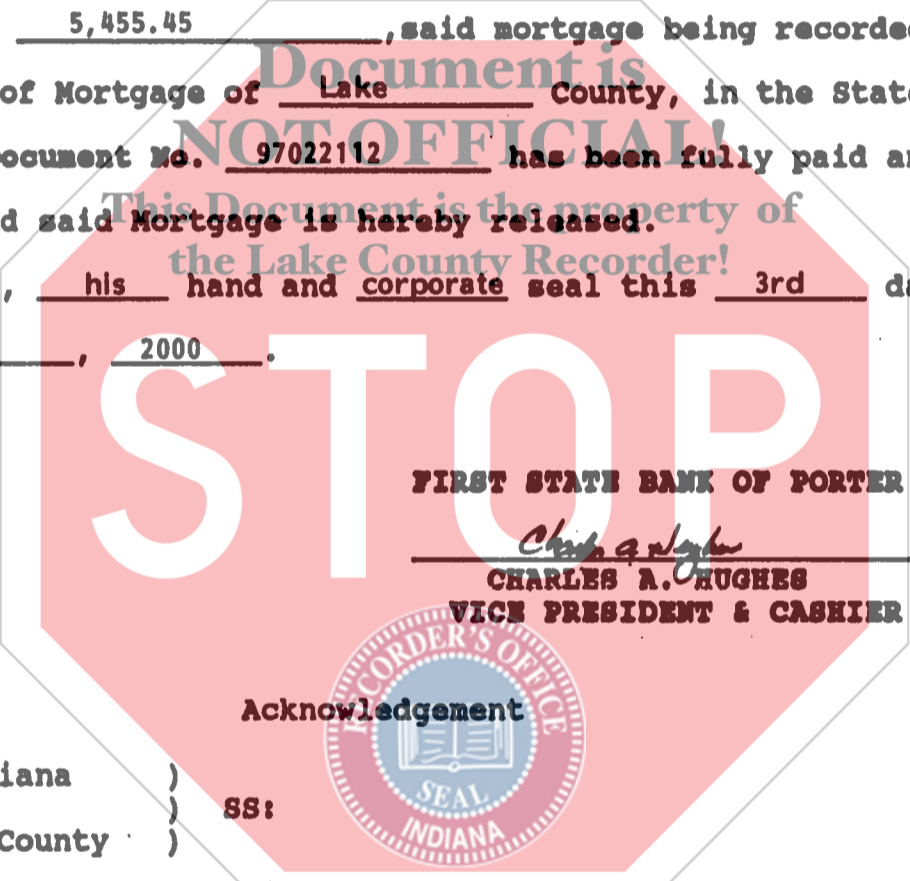 5,455.45 ,said mortgage being recorde
Document is
of Mortgage of Lake County, in the Stat
NOT OFFICIAL!
ocument No. 97022112 has been fully paid a
This Document is the property of
d said Mortgage is hereby released.
the Lake County Recorder!
, his hand and corporate seal this 3rd d
, 2000 .
STOP
FIRST STATE BANK OF PORTER
CHARLES A. HUGHES
VICE PRESIDENT & CASHIER
RECORDER'S OFFICE
Acknowledgement
SEAL
INDIANA
iana )
) SS:
County )